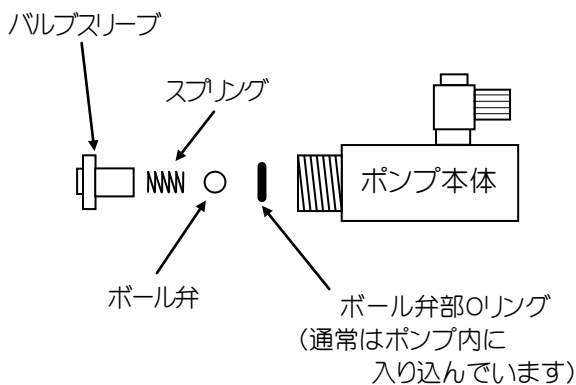 バルブスリーブ
スプリング
ポンプ本体
ボール弁
ボール弁部Oリング
（通常はポンプ内に
入り込んでいます）